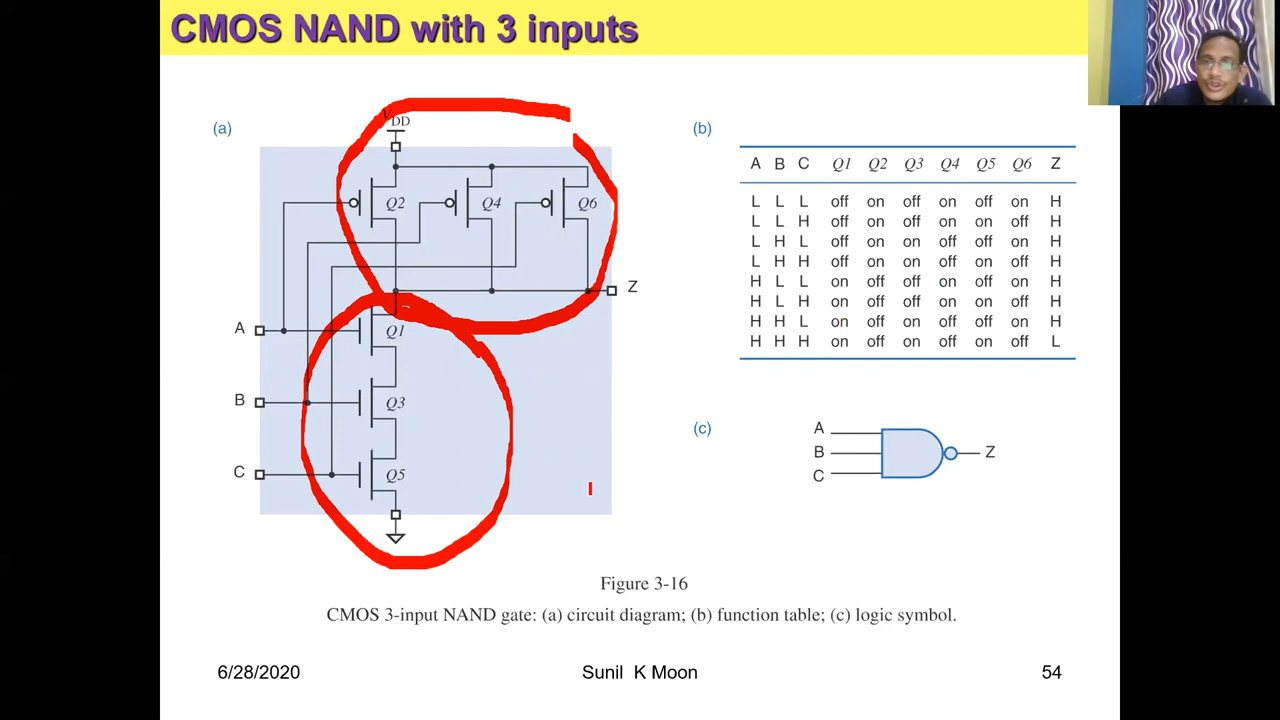 CMOS NAND with 3 inputs
(a)
VDD
Q2 Q4 Q6
Z
A
Q1
B
Q3
C
Q5
(b)
A B C Q1 Q2 Q3 Q4 Q5 Q6 Z
L L L off on off on off on H
L L H off on off on on off H
L H L off on on off off on H
L H H off on on off on off H
H L L on off off on off on H
H L H on off off on on off H
H H L on off on off off on H
H H H on off on off on off L
(c)
A
B
C
Z
Figure 3-16
CMOS 3-input NAND gate: (a) circuit diagram; (b) function table; (c) logic symbol.
6/28/2020 Sunil K Moon 54